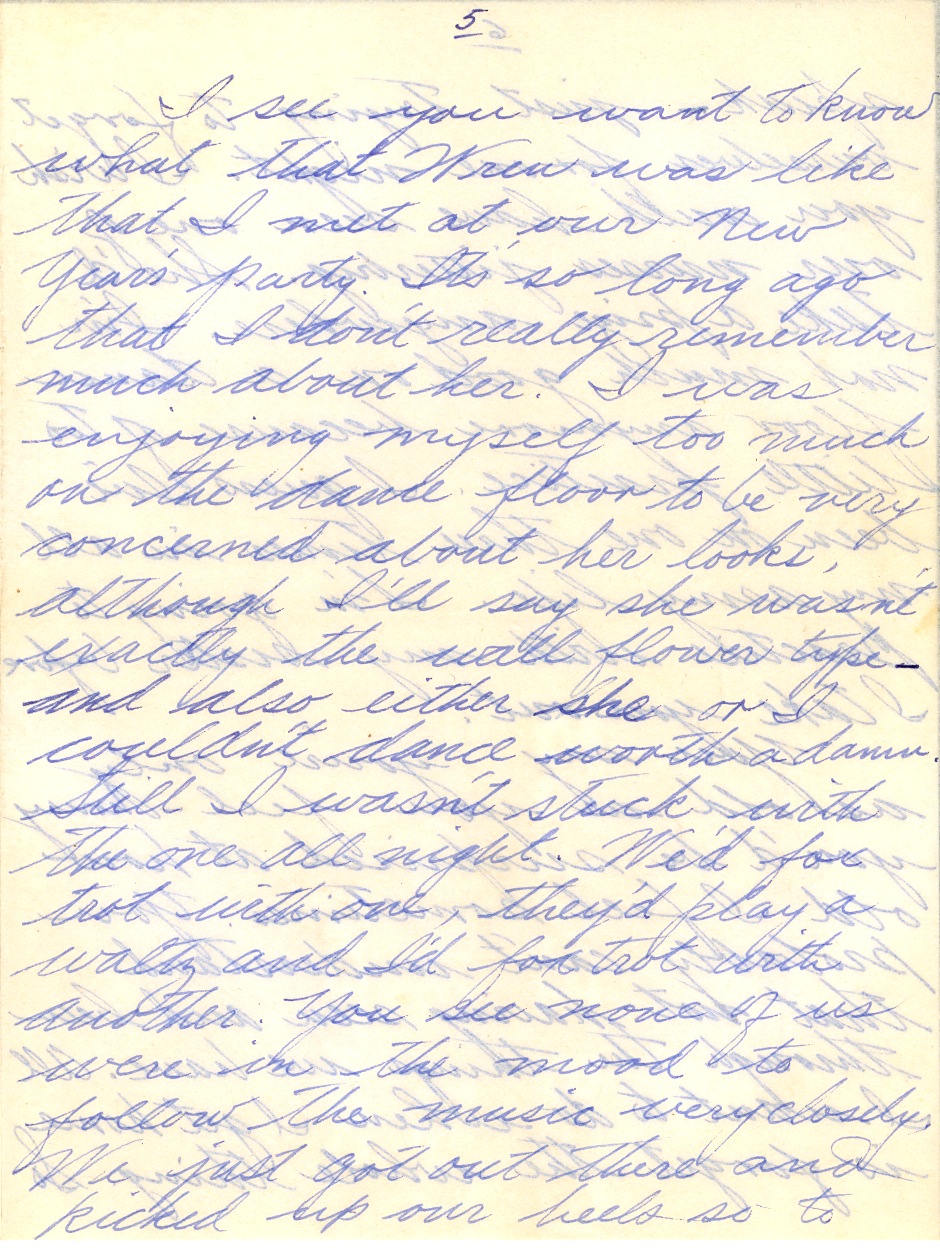 5
I see you want to know
what that Wren was like
that I met at our New
Year's party. It's so long ago
that I don't really remember
much about her. I was
enjoying myself too much
on the dance floor to be very
concerned about her looks,
although I'll say she wasn't
exactly the wall flower type—
and also either she or I
couldn't dance worth a damn.
Still I wasn't stuck with
the one all night. We'd fox
trot with one, they'd play a
waltz and I'd fox trot with
another. You see none of us
were in the mood to
follow the music very closely.
We just got out there and
kicked up our heels so to